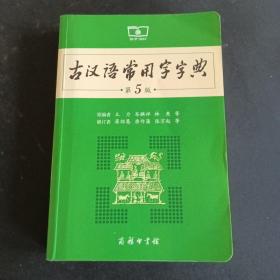 古汉语常用字字典
第5版
原编者 王力 岑麒祥 林焘 等
修订者 蒋绍愚 唐作藩 张万起 等
商务印书馆